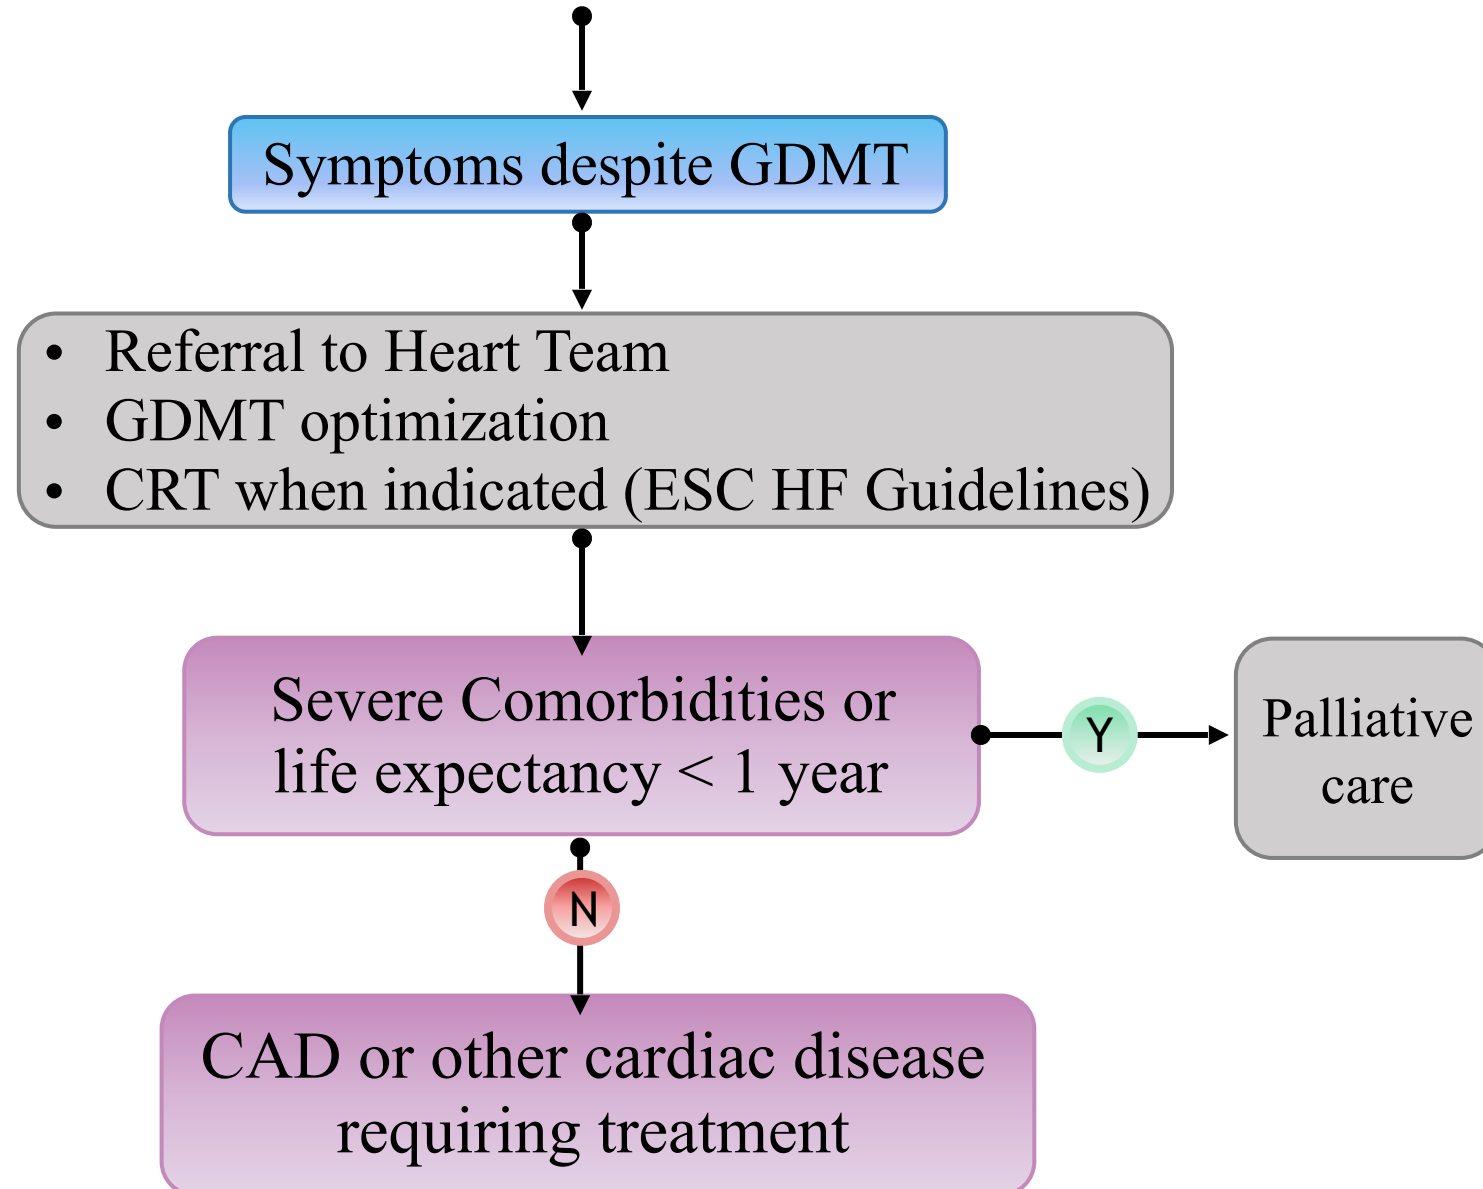 Symptoms despite GDMT
• Referral to Heart Team
• GDMT optimization
• CRT when indicated (ESC HF Guidelines)
Severe Comorbidities or
life expectancy < 1 year
Y
Palliative
care
N
CAD or other cardiac disease
requiring treatment